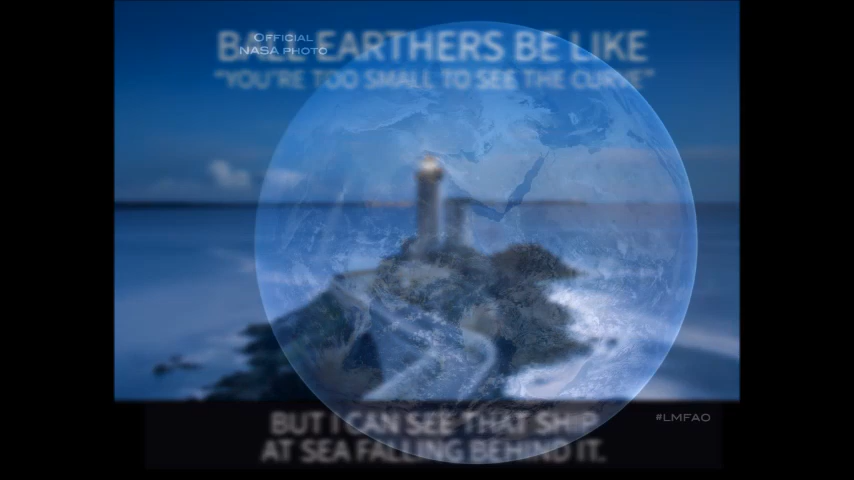 BALL EARTHERS BE LIKE
Official
NASA photo
"YOU'RE TOO SMALL TO SEE THE CURVE"
#LMFAO
BUT I CAN SEE THAT SHIP
AT SEA FALLING BEHIND IT.